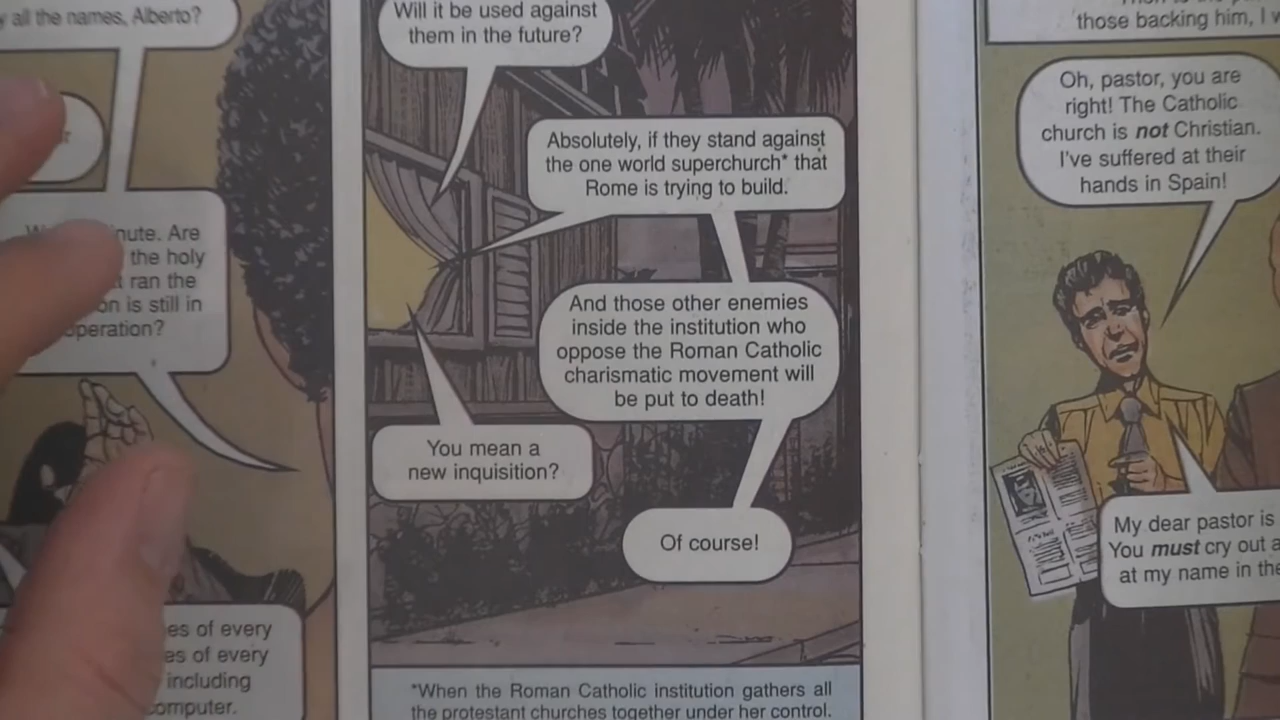 all the names, Alberto?
nute. Are
the holy
ran the
is still in
operation?
es of every
es of every
including
computer.
Will it be used against
them in the future?
Absolutely, if they stand against
the one world superchurch* that
Rome is trying to build.
And those other enemies
inside the institution who
oppose the Roman Catholic
charismatic movement will
be put to death!
You mean a
new inquisition?
Of course!
*When the Roman Catholic institution gathers all
the protestant churches together under her control.
those backing him, I
Oh, pastor, you are
right! The Catholic
church is not Christian.
I've suffered at their
hands in Spain!
My dear pastor is
You must cry out
at my name in the